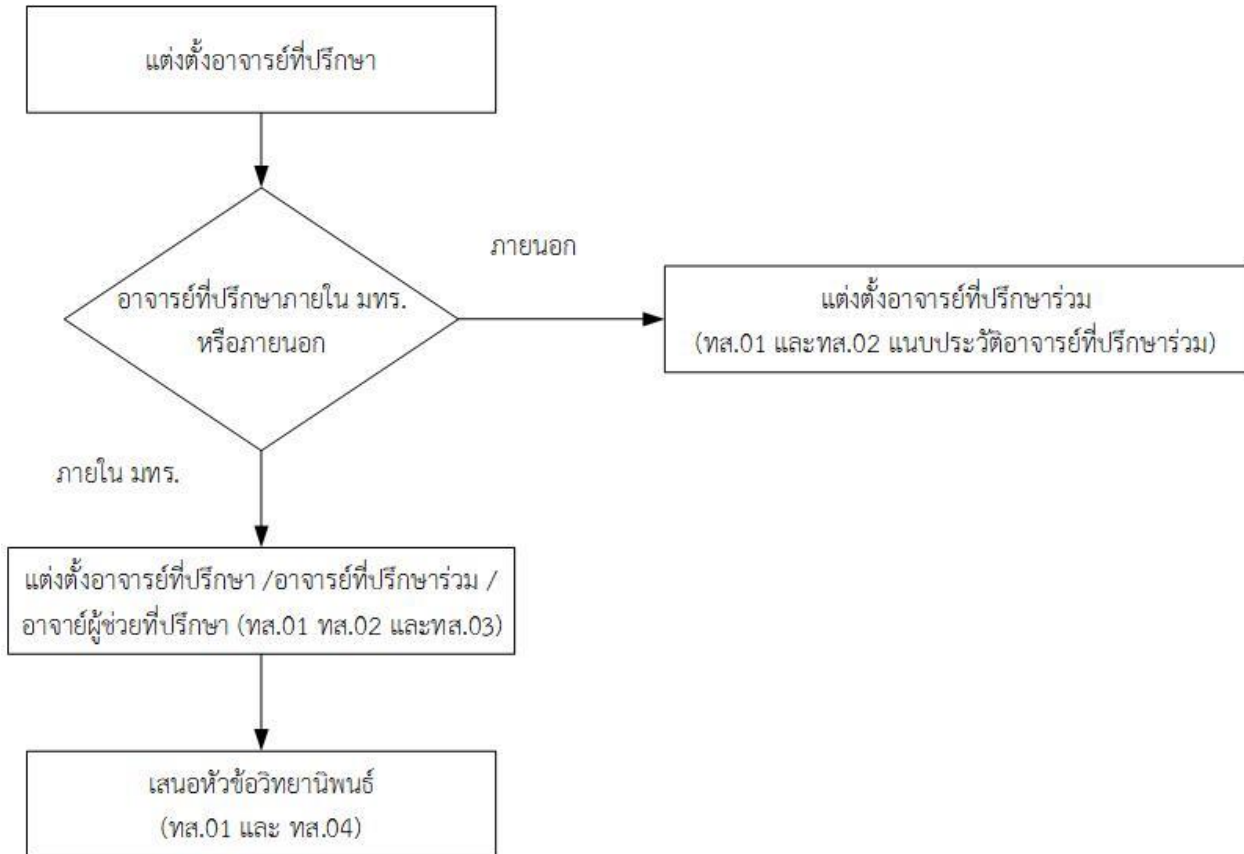 แต่งตั้งอาจารย์ที่ปรึกษา
ภายนอก
อาจารย์ที่ปรึกษาภายใน มทร.
หรือภายนอก
แต่งตั้งอาจารย์ที่ปรึกษาร่วม
(ทส.01 และทส.02 แนบประวัติอาจารย์ที่ปรึกษาร่วม)
ภายใน มทร.
แต่งตั้งอาจารย์ที่ปรึกษา /อาจารย์ที่ปรึกษาร่วม /
อาจาย์ผู้ช่วยที่ปรึกษา (ทส.01 ทส.02 และทส.03)
เสนอหัวข้อวิทยานิพนธ์
(ทส.01 และ ทส.04)